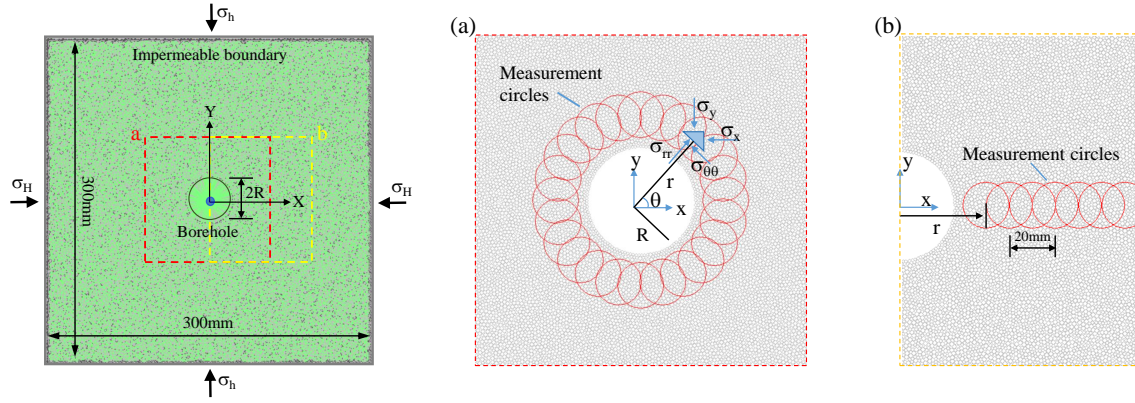 σh
Impermeable boundary
Y
a
b
σH
σH
300mm
2R
X
Borehole
300mm
σh
(a)
Measurement
circles
σy
σx
σrr
σθθ
y
r
θ
x
R
(b)
Measurement circles
y
x
r
20mm